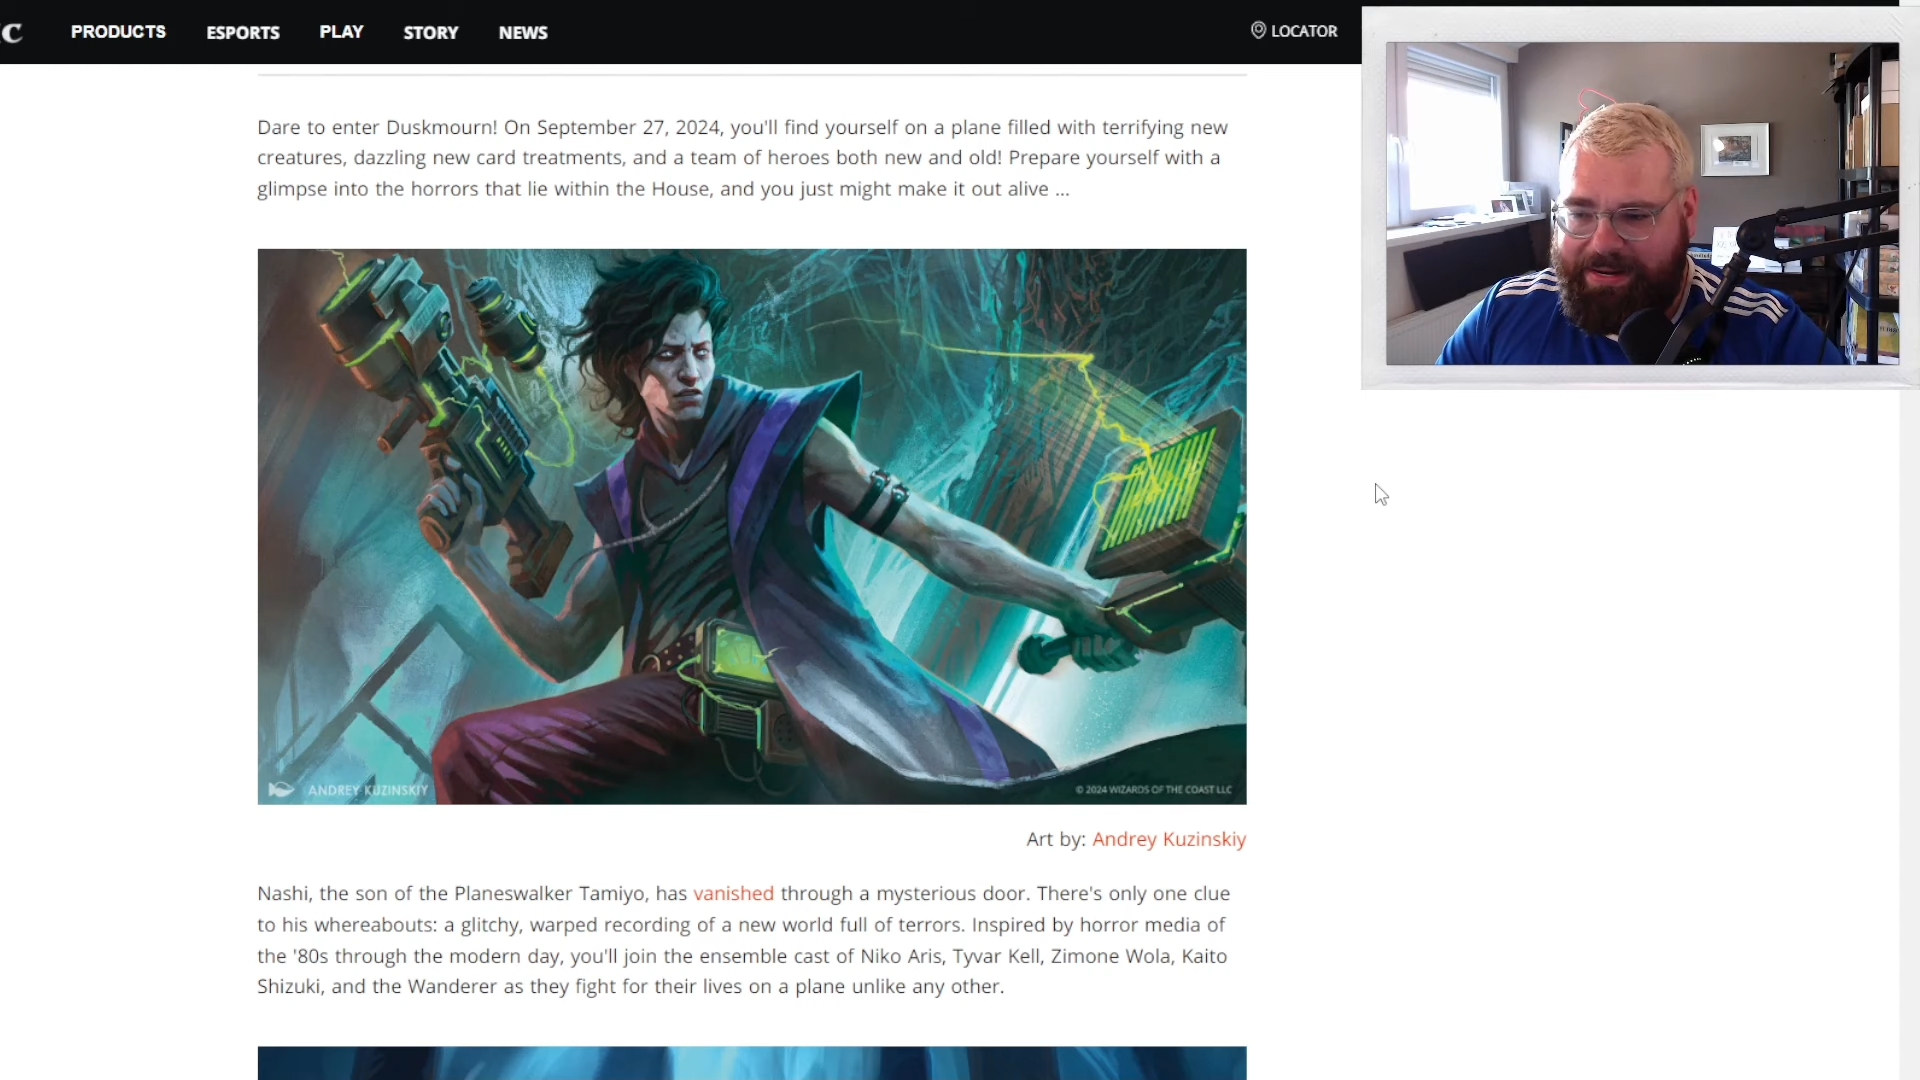 PRODUCTS ESPORTS PLAY STORY NEWS LOCATOR
Dare to enter Duskmourn! On September 27, 2024, you'll find yourself on a plane filled with terrifying new
creatures, dazzling new card treatments, and a team of heroes both new and old! Prepare yourself with a
glimpse into the horrors that lie within the House, and you just might make it out alive ...
ANDREY KUZINSKIY
© 2024 WIZARDS OF THE COAST LLC
Art by: Andrey Kuzinskiy
Nashi, the son of the Planeswalker Tamiyo, has vanished through a mysterious door. There's only one clue
to his whereabouts: a glitchy, warped recording of a new world full of terrors. Inspired by horror media of
the '80s through the modern day, you'll join the ensemble cast of Niko Aris, Tyvar Kell, Zimone Wola, Kaito
Shizuki, and the Wanderer as they fight for their lives on a plane unlike any other.